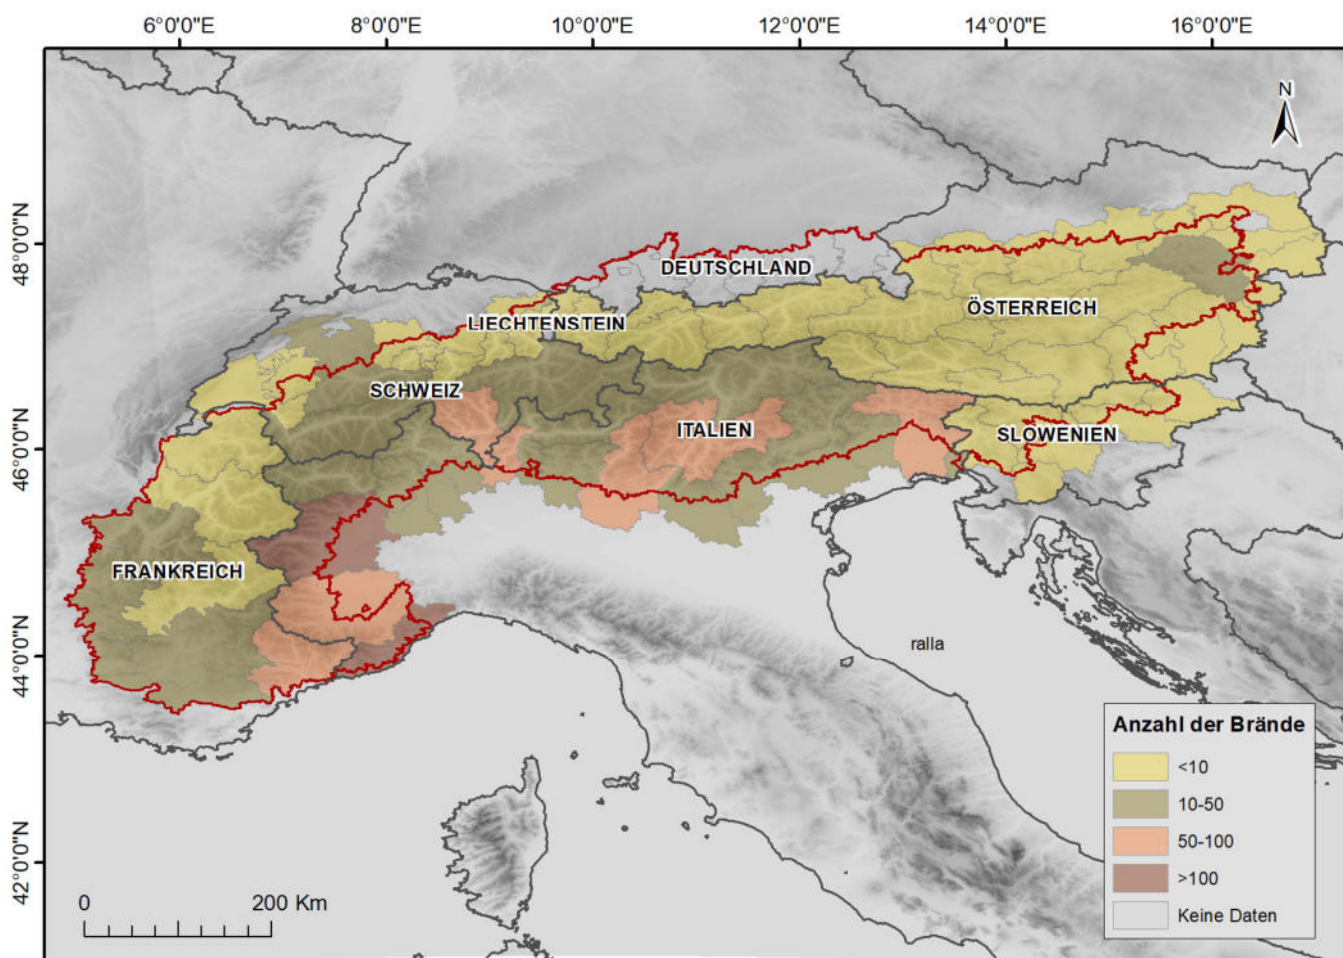 6°0'0"E 8°0'0"E 10°0'0"E 12°0'0"E 14°0'0"E 16°0'0"E
N
48°0'0"N
46°0'0"N
44°0'0"N
42°0'0"N
DEUTSCHLAND
ÖSTERREICH
LIECHTENSTEIN
SCHWEIZ
ITALIEN
SLOWENIEN
FRANKREICH
ralla
Anzahl der Brände
<10
10-50
50-100
>100
Keine Daten
0 200 Km